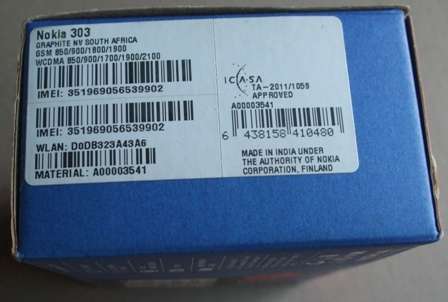 Nokia 303
GRAPHITE NV SOUTH AFRICA
GSM 850/900/1800/1900
WCDMA 850/900/1700/1900/2100
IMEI: 351969056539902
IMEI: 351969056539902
WLAN: D0DB323A43A6
MATERIAL: A00003541
ICASA
TA-2011/1056
APPROVED
A00003541
6 438158 410480
MADE IN INDIA UNDER
THE AUTHORITY OF NOKIA
CORPORATION, FINLAND